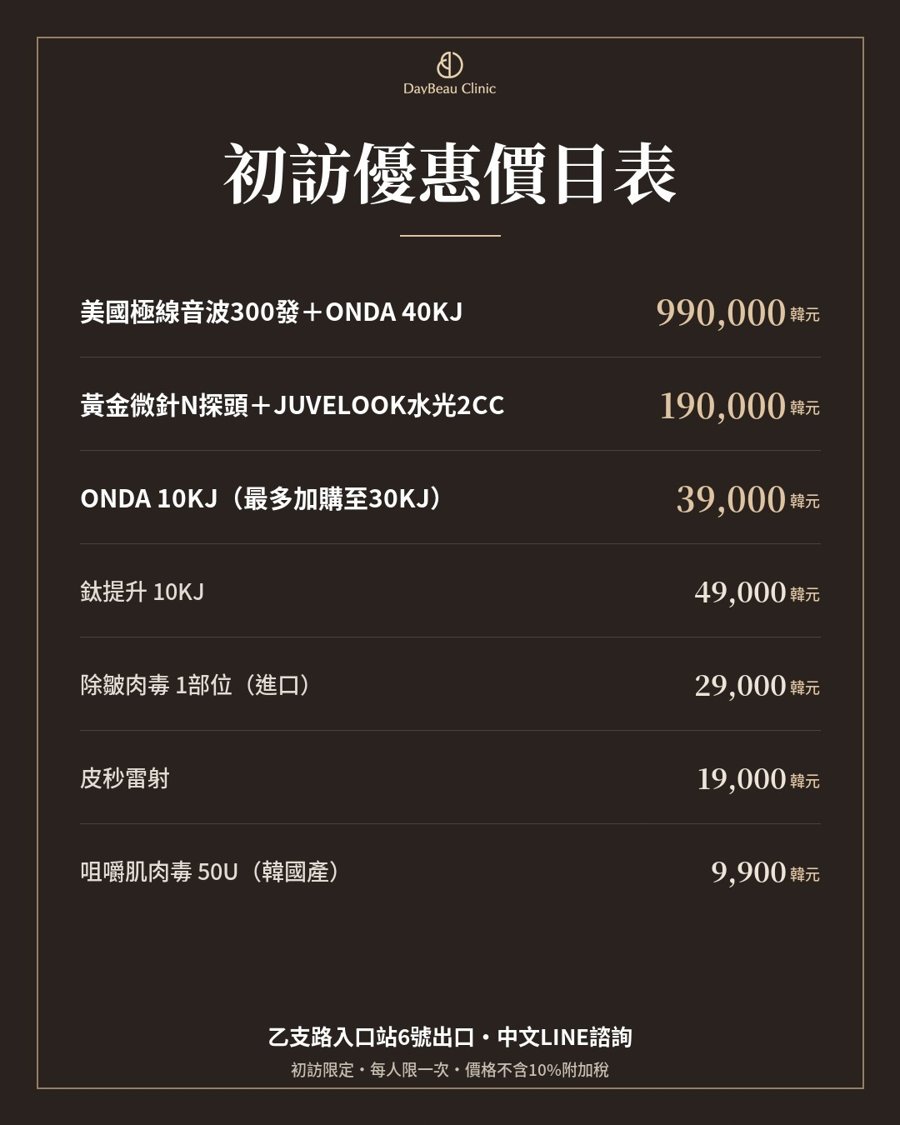 DayBeau Clinic
初訪優惠價目表
美國極線音波300發＋ONDA 40KJ 990,000韓元
黃金微針N探頭＋JUVELOOK水光2CC 190,000韓元
ONDA 10KJ（最多加購至30KJ） 39,000韓元
鈦提升 10KJ 49,000韓元
除皺肉毒 1部位（進口） 29,000韓元
皮秒雷射 19,000韓元
咀嚼肌肉毒 50U（韓國產） 9,900韓元
乙支路入口站6號出口・中文LINE諮詢
初訪限定・每人限一次・價格不含10%附加稅